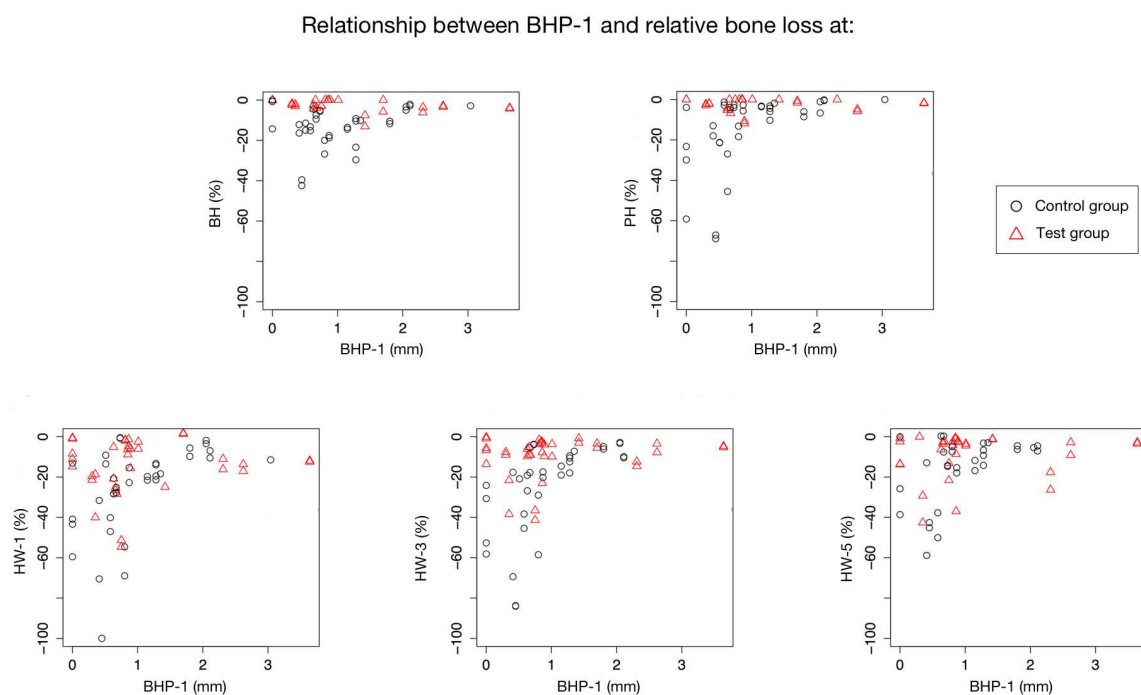 Relationship between BHP-1 and relative bone loss at:
BH (%)
0
-20
-40
-60
-100
0 1 2 3
BHP-1 (mm)
PH (%)
0
-20
-40
-60
-100
0 1 2 3
BHP-1 (mm)
Control group
Test group
HW-1 (%)
0
-20
-40
-60
-100
0 1 2 3
BHP-1 (mm)
HW-3 (%)
0
-20
-40
-60
-100
0 1 2 3
BHP-1 (mm)
HW-5 (%)
0
-20
-40
-60
-100
0 1 2 3
BHP-1 (mm)